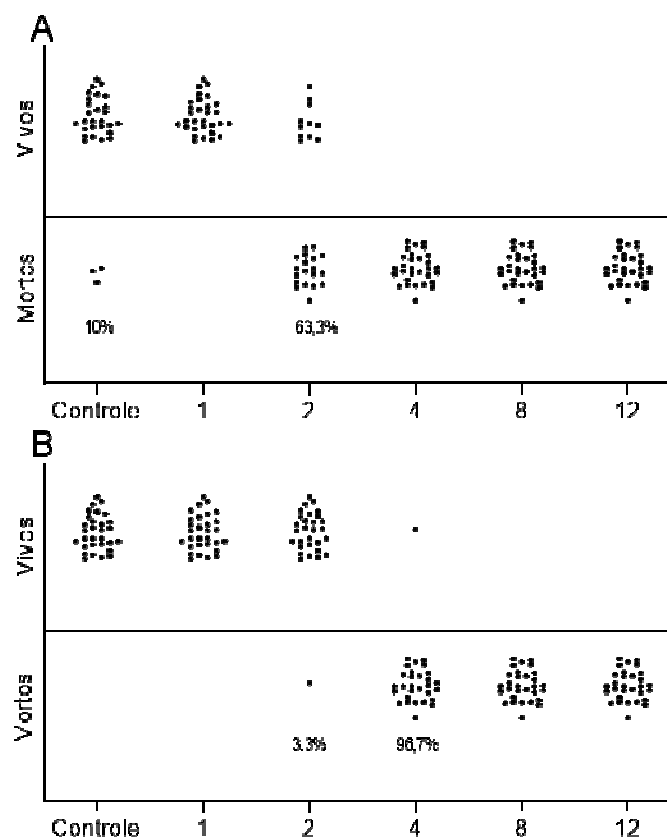 A
Vivos
Mortos
10%
63,3%
Controle 1 2 4 8 12
B
Vivos
Vortos
3.3%
96,7%
Controle 1 2 4 8 12